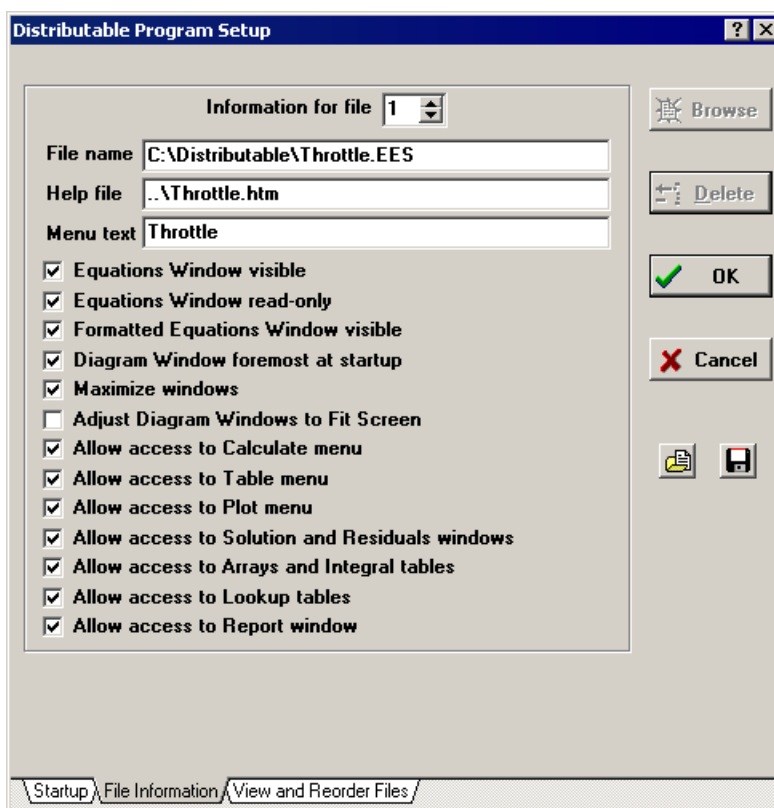 Distributable Program Setup
Information for file 1
File name C:\Distributable\Throttle.EES
Help file ..\Throttle.htm
Menu text Throttle
Equations Window visible
Equations Window read-only
Formatted Equations Window visible
Diagram Window foremost at startup
Maximize windows
Adjust Diagram Windows to Fit Screen
Allow access to Calculate menu
Allow access to Table menu
Allow access to Plot menu
Allow access to Solution and Residuals windows
Allow access to Arrays and Integral tables
Allow access to Lookup tables
Allow access to Report window
Browse
Delete
OK
Cancel
Startup File Information View and Reorder Files